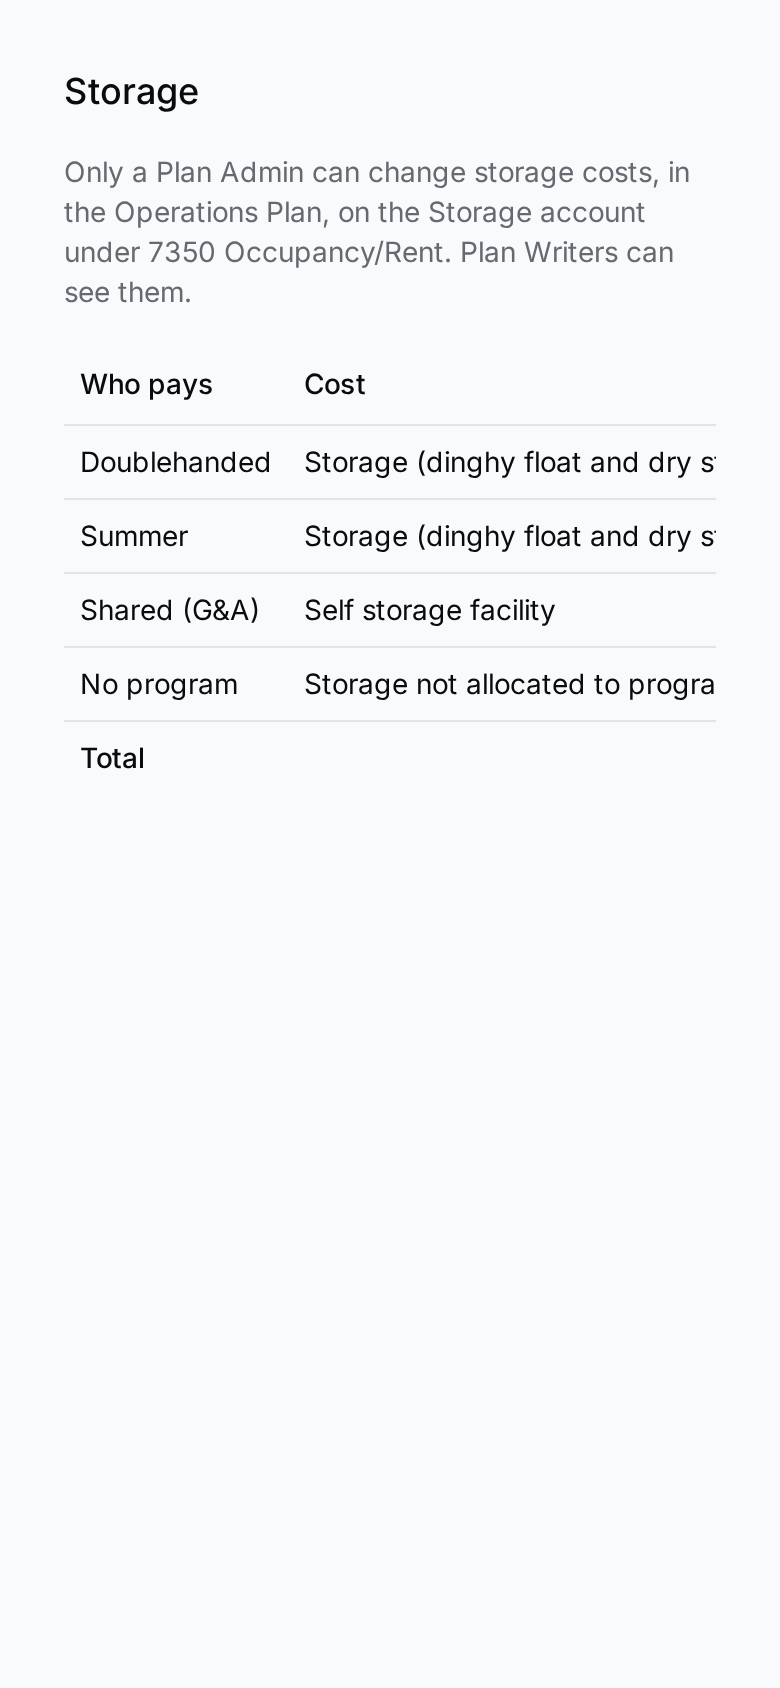 Storage
Only a Plan Admin can change storage costs, in
the Operations Plan, on the Storage account
under 7350 Occupancy/Rent. Plan Writers can
see them.
Who pays Cost
Doublehanded Storage (dinghy float and dry
Summer Storage (dinghy float and dry
Shared (G&A) Self storage facility
No program Storage not allocated to
Total